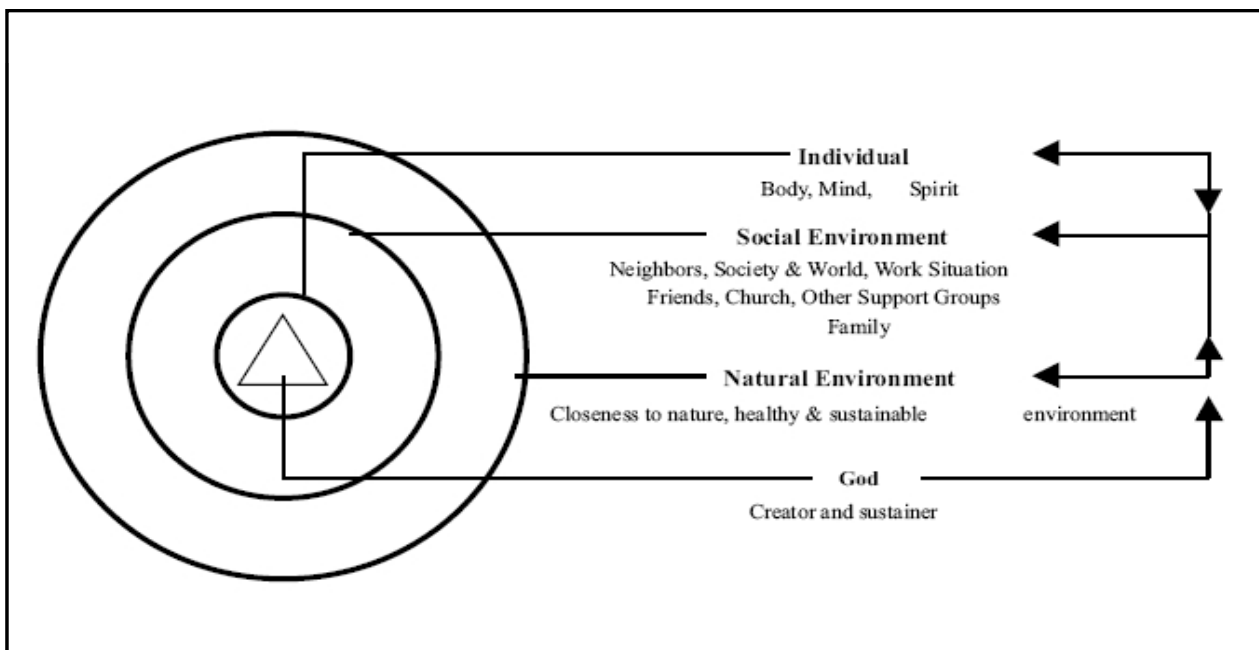 Individual
Body, Mind, Spirit
Social Environment
Neighbors, Society & World, Work Situation
Friends, Church, Other Support Groups
Family
Natural Environment
Closeness to nature, healthy & sustainable environment
God
Creator and sustainer